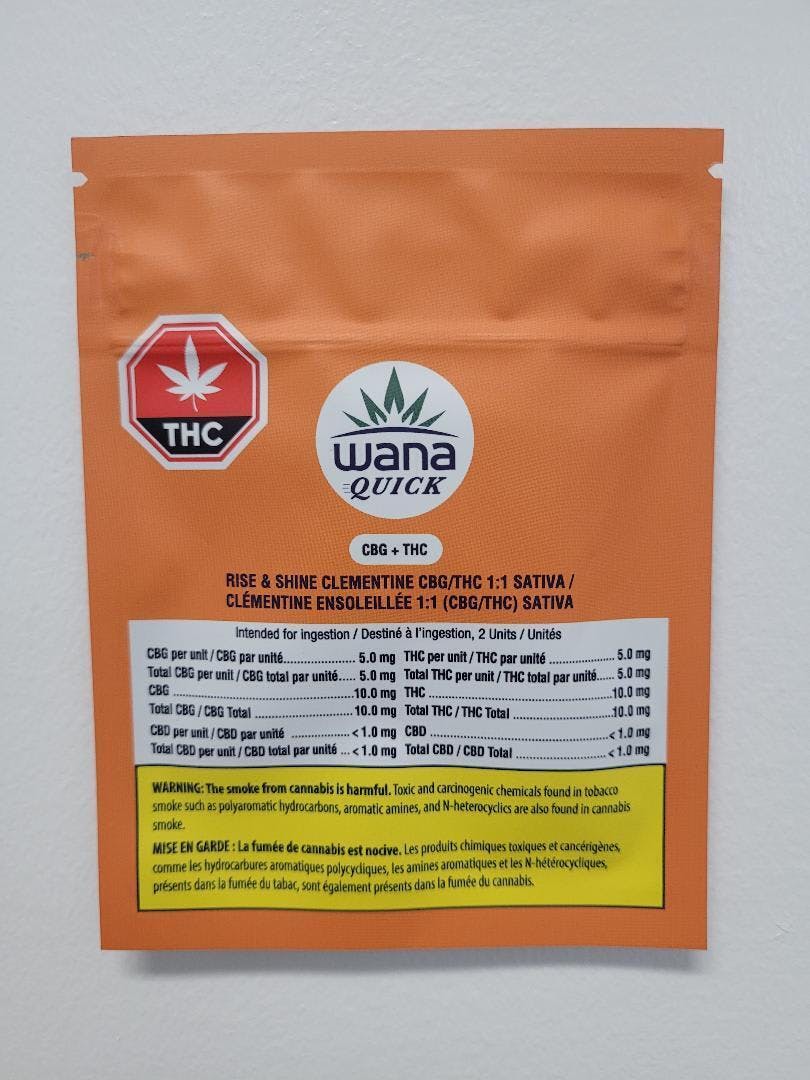 THC
wana
QUICK
CBG + THC
RISE & SHINE CLEMENTINE CBG/THC 1:1 SATIVA /
CLÉMENTINE ENSOLEILLÉE 1:1 (CBG/THC) SATIVA
Intended for ingestion / Destiné à l'ingestion, 2 Units / Unités
CBG per unit / CBG par unité................ 5.0 mg THC per unit / THC par unité ................ 5.0 mg
Total CBG per unit / CBG total par unité..... 5.0 mg Total THC per unit / THC total par unité..... 5.0 mg
CBG .............................................10.0 mg THC .............................................10.0 mg
Total CBG / CBG Total .........................10.0 mg Total THC / THC Total .........................10.0 mg
CBD per unit / CBD par unité ..............< 1.0 mg CBD .............................................< 1.0 mg
Total CBD per unit / CBD total par unité ...< 1.0 mg Total CBD / CBD Total .......................< 1.0 mg
WARNING: The smoke from cannabis is harmful. Toxic and carcinogenic chemicals found in tobacco
smoke such as polyaromatic hydrocarbons, aromatic amines, and N-heterocyclics are also found in cannabis
smoke.
MISE EN GARDE : La fumée de cannabis est nocive. Les produits chimiques toxiques et cancérigènes,
comme les hydrocarbures aromatiques polycycliques, les amines aromatiques et les N-hétérocycliques,
présents dans la fumée du tabac, sont également présents dans la fumée du cannabis.